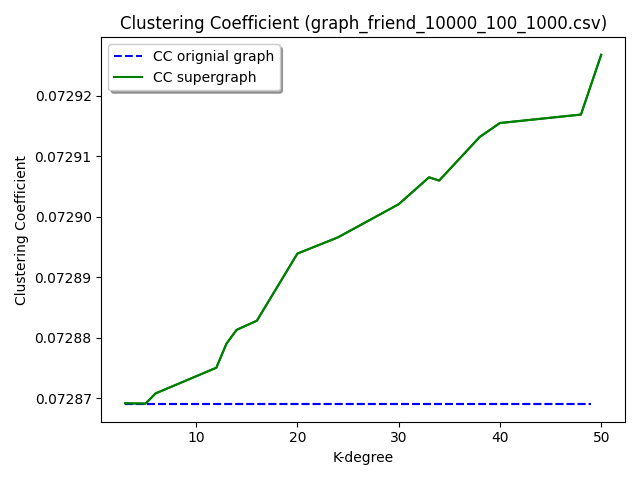 Clustering Coefficient (graph_friend_10000_100_1000.csv)
CC orignial graph
CC supergraph
Clustering Coefficient
0.07292
0.07291
0.07290
0.07289
0.07288
0.07287
10 20 30 40 50
K-degree